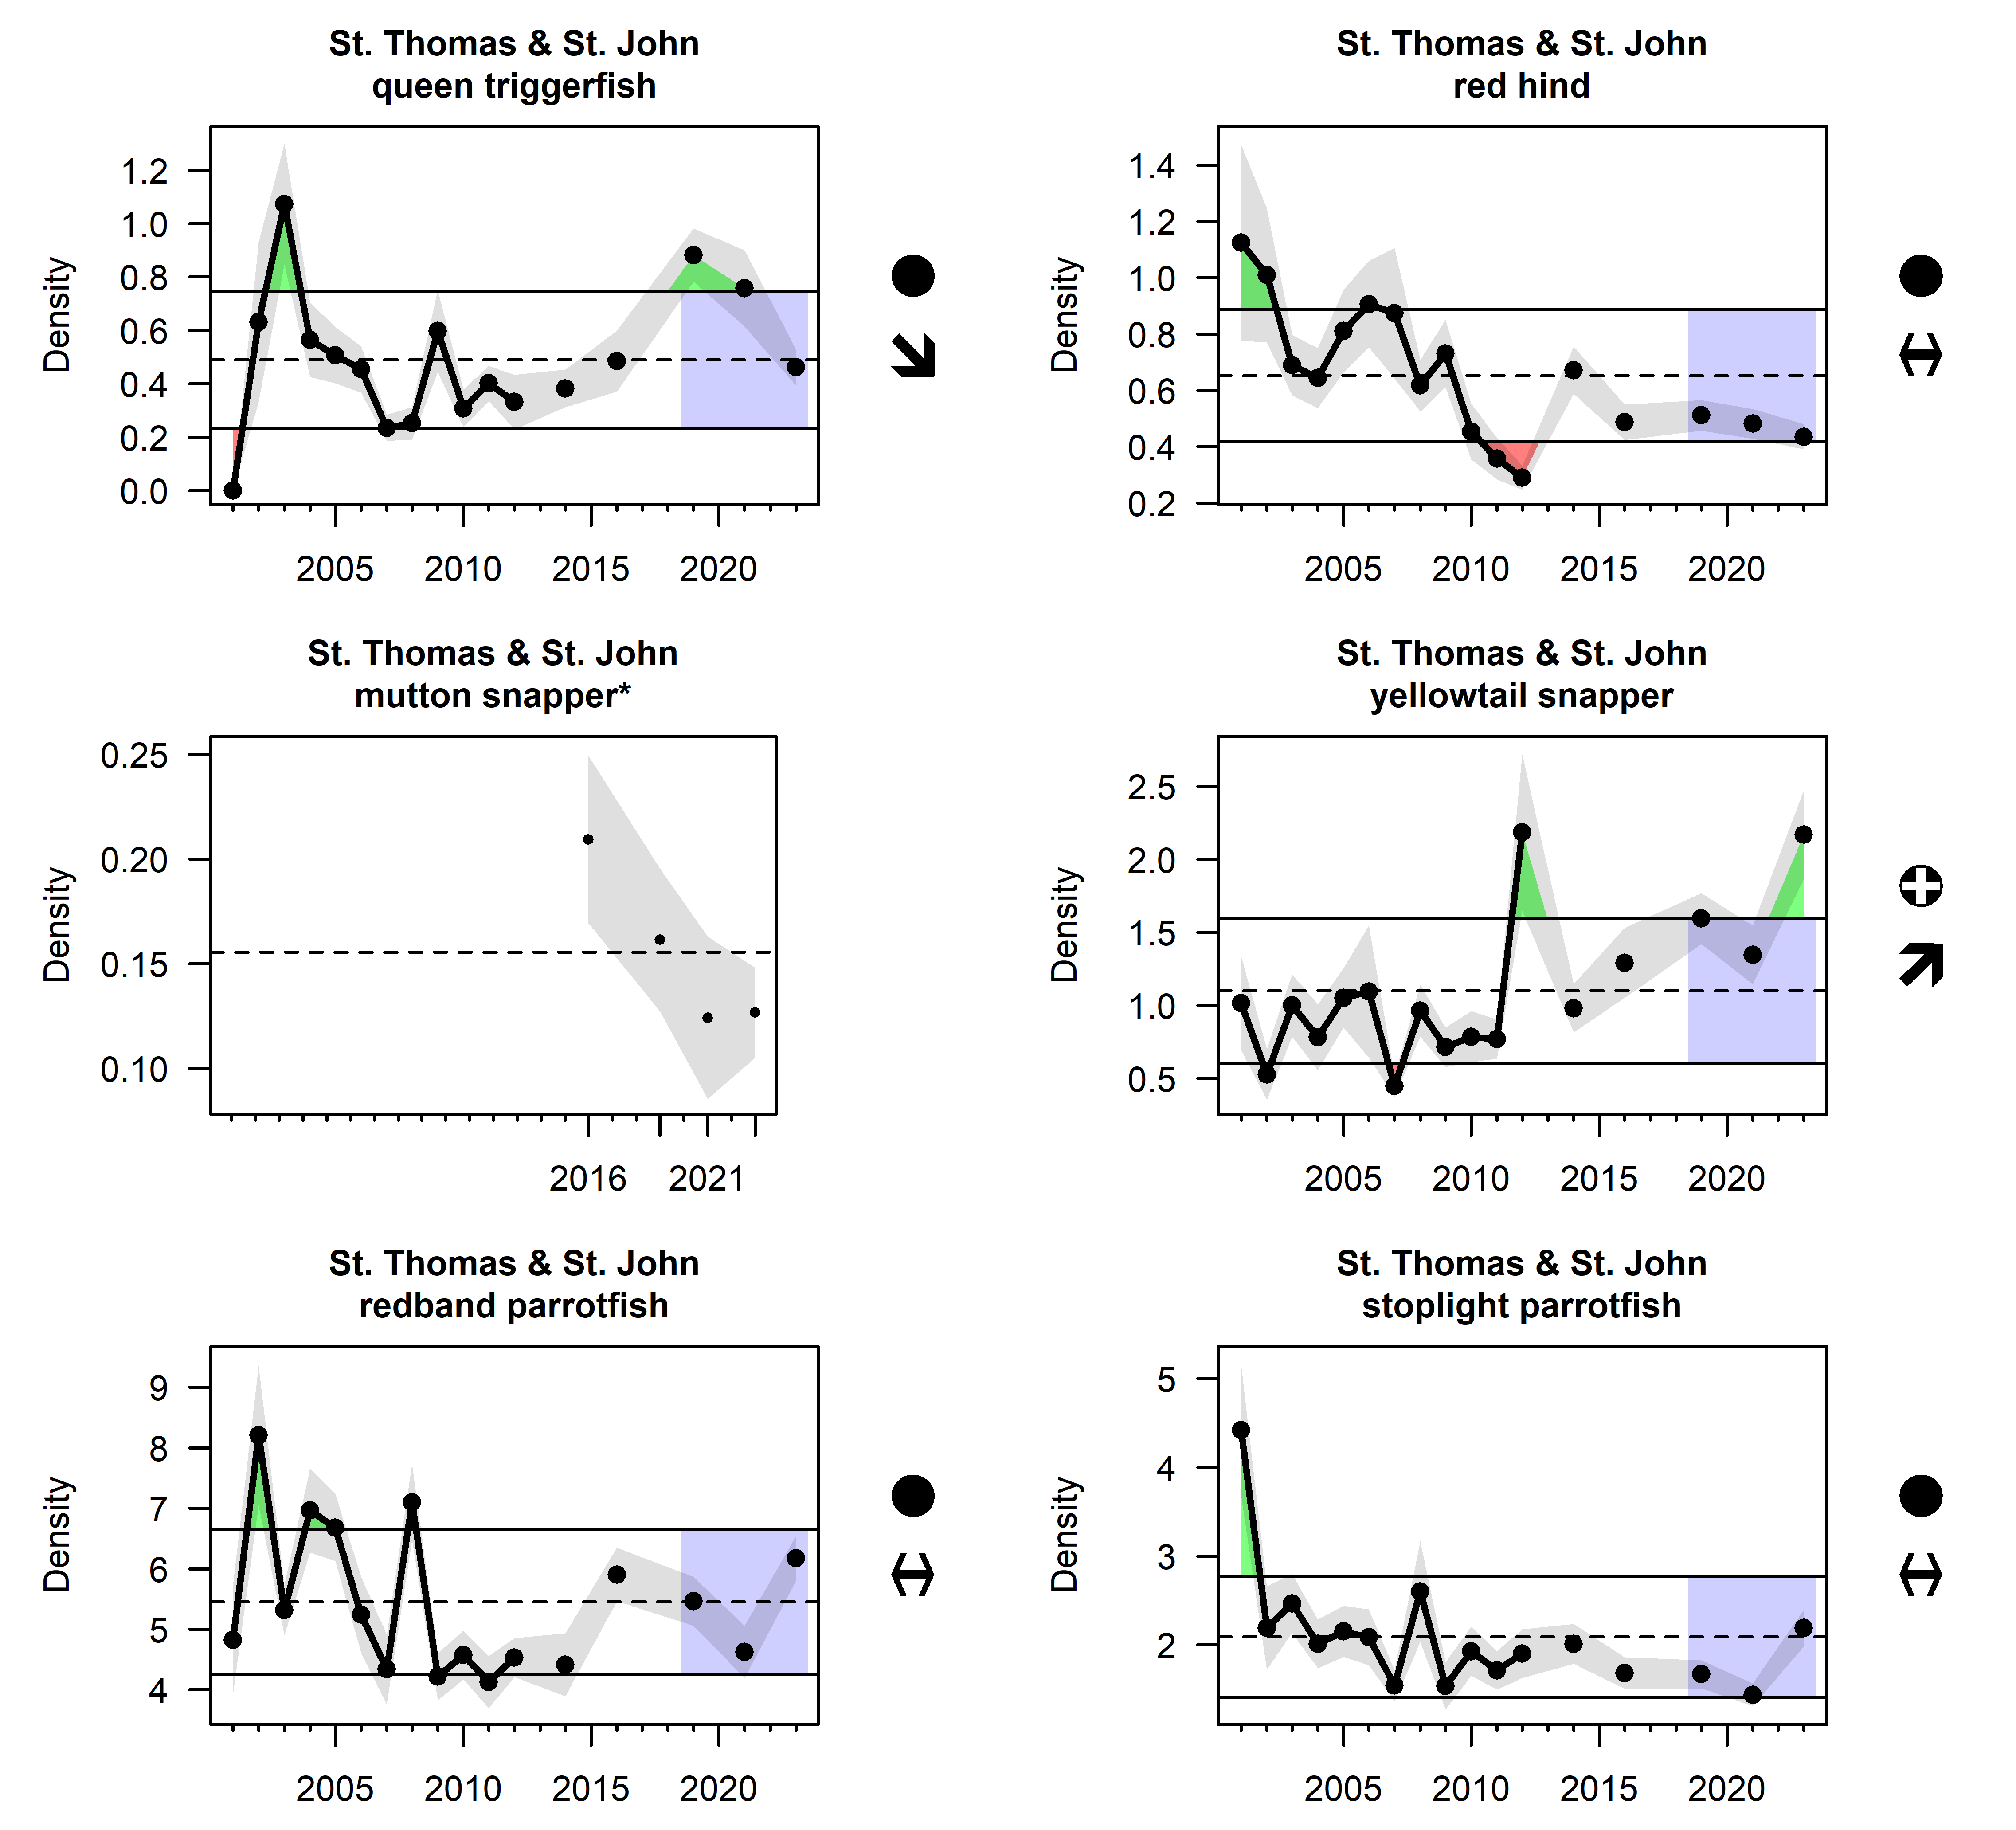 St. Thomas & St. John
queen triggerfish
Density
1.2
1.0
0.8
0.6
0.4
0.2
0.0
2005 2010 2015 2020
St. Thomas & St. John
red hind
Density
1.4
1.2
1.0
0.8
0.6
0.4
0.2
2005 2010 2015 2020
St. Thomas & St. John
mutton snapper*
Density
0.25
0.20
0.15
0.10
2016 2021
St. Thomas & St. John
yellowtail snapper
Density
2.5
2.0
1.5
1.0
0.5
2005 2010 2015 2020
St. Thomas & St. John
redband parrotfish
Density
9
8
7
6
5
4
2005 2010 2015 2020
St. Thomas & St. John
stoplight parrotfish
Density
5
4
3
2
2005 2010 2015 2020